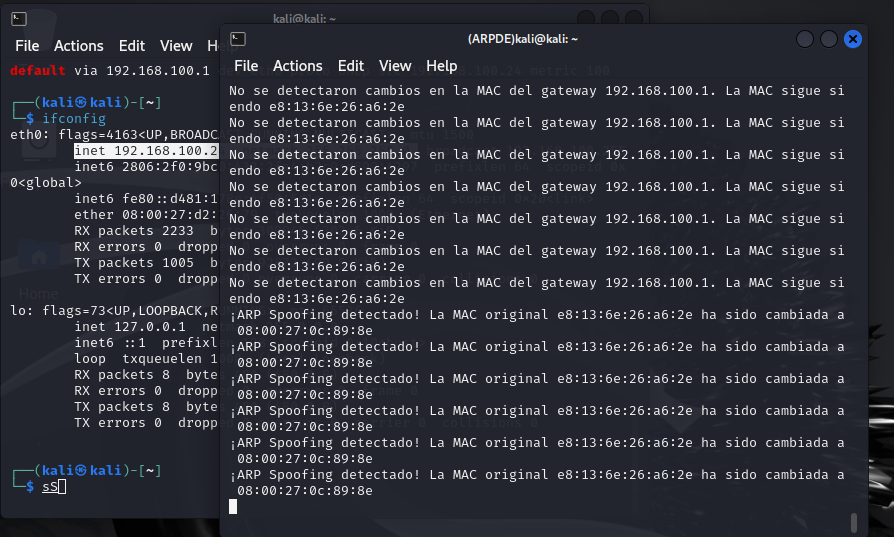 kali@kali: ~
File Actions Edit View
default via 192.168.100.1
(kali㉿kali)-[~]
$ ifconfig
eth0: flags=4163<UP,BROADC
inet 192.168.100.2
inet6 2806:2f0:9bc
0<global>
inet6 fe80::d481:1
ether 08:00:27:d2:
RX packets 2233 b
RX errors 0 dropp
TX packets 1005 b
TX errors 0 dropp
lo: flags=73<UP,LOOPBACK,R
inet 127.0.0.1 net
inet6 ::1 prefixle
loop txqueuelen 1
RX packets 8 byte
RX errors 0 dropped
TX packets 8 byte
TX errors 0 dropped
(kali㉿kali)-[~]
$ sS
(ARPDE)kali@kali: ~
File Actions Edit View Help
No se detectaron cambios en la MAC del gateway 192.168.100.1. La MAC sigue si
endo e8:13:6e:26:a6:2e
No se detectaron cambios en la MAC del gateway 192.168.100.1. La MAC sigue si
endo e8:13:6e:26:a6:2e
No se detectaron cambios en la MAC del gateway 192.168.100.1. La MAC sigue si
endo e8:13:6e:26:a6:2e
No se detectaron cambios en la MAC del gateway 192.168.100.1. La MAC sigue si
endo e8:13:6e:26:a6:2e
No se detectaron cambios en la MAC del gateway 192.168.100.1. La MAC sigue si
endo e8:13:6e:26:a6:2e
No se detectaron cambios en la MAC del gateway 192.168.100.1. La MAC sigue si
endo e8:13:6e:26:a6:2e
No se detectaron cambios en la MAC del gateway 192.168.100.1. La MAC sigue si
endo e8:13:6e:26:a6:2e
¡ARP Spoofing detectado! La MAC original e8:13:6e:26:a6:2e ha sido cambiada a
08:00:27:0c:89:8e
¡ARP Spoofing detectado! La MAC original e8:13:6e:26:a6:2e ha sido cambiada a
08:00:27:0c:89:8e
¡ARP Spoofing detectado! La MAC original e8:13:6e:26:a6:2e ha sido cambiada a
08:00:27:0c:89:8e
¡ARP Spoofing detectado! La MAC original e8:13:6e:26:a6:2e ha sido cambiada a
08:00:27:0c:89:8e
¡ARP Spoofing detectado! La MAC original e8:13:6e:26:a6:2e ha sido cambiada a
08:00:27:0c:89:8e
¡ARP Spoofing detectado! La MAC original e8:13:6e:26:a6:2e ha sido cambiada a
08:00:27:0c:89:8e
Home